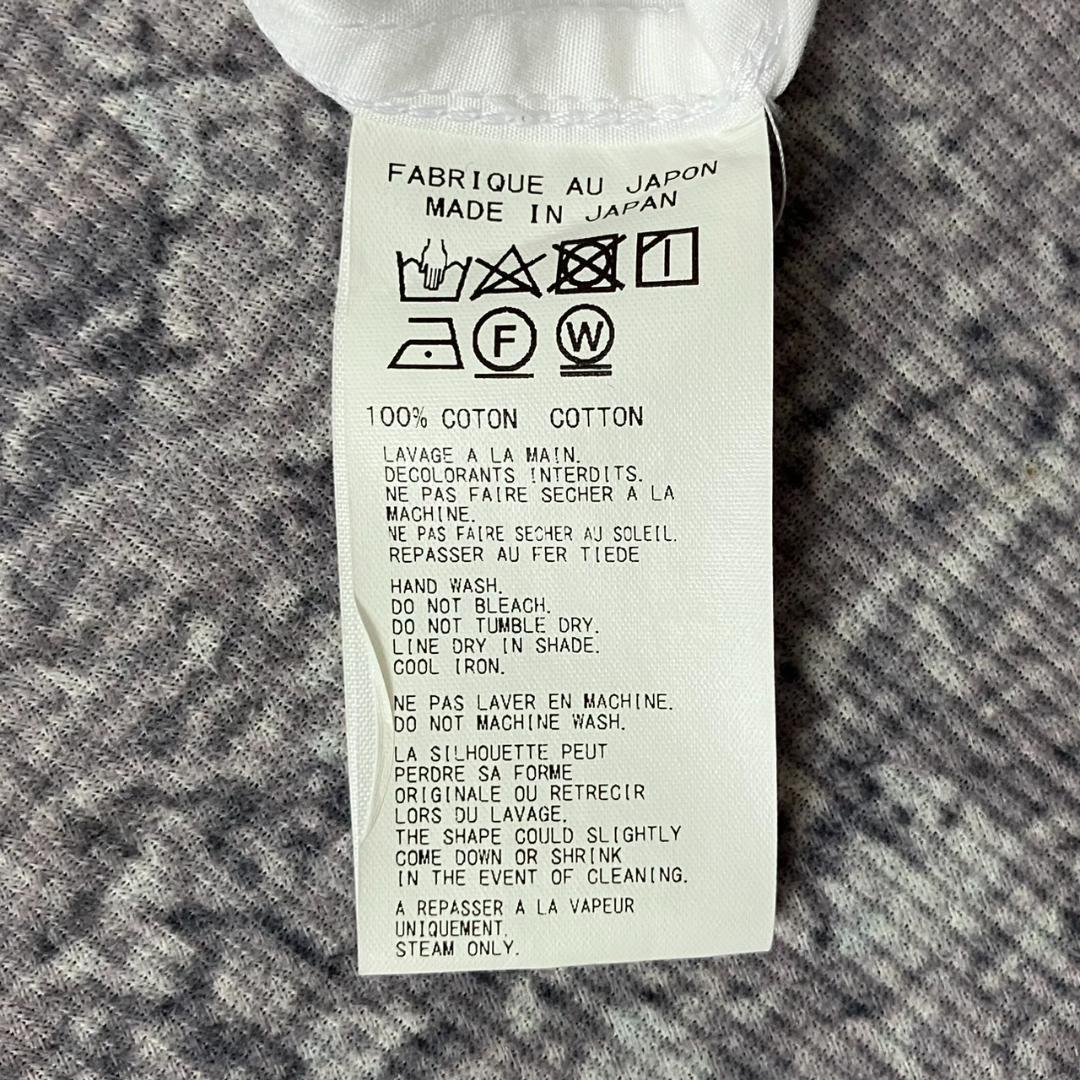 FABRIQUE AU JAPON
MADE IN JAPAN
F W
100% COTON COTTON
LAVAGE A LA MAIN.
DECOLORANTS INTERDITS.
NE PAS FAIRE SECHER A LA
MACHINE.
NE PAS FAIRE SECHER AU SOLEIL.
REPASSER AU FER TIEDE
HAND WASH.
DO NOT BLEACH.
DO NOT TUMBLE DRY.
LINE DRY IN SHADE.
COOL IRON.
NE PAS LAVER EN MACHINE.
DO NOT MACHINE WASH.
LA SILHOUETTE PEUT
PERDRE SA FORME
ORIGINALE OU RETRECIR
LORS DU LAVAGE.
THE SHAPE COULD SLIGHTLY
COME DOWN OR SHRINK
IN THE EVENT OF CLEANING.
A REPASSER A LA VAPEUR
UNIQUEMENT.
STEAM ONLY.